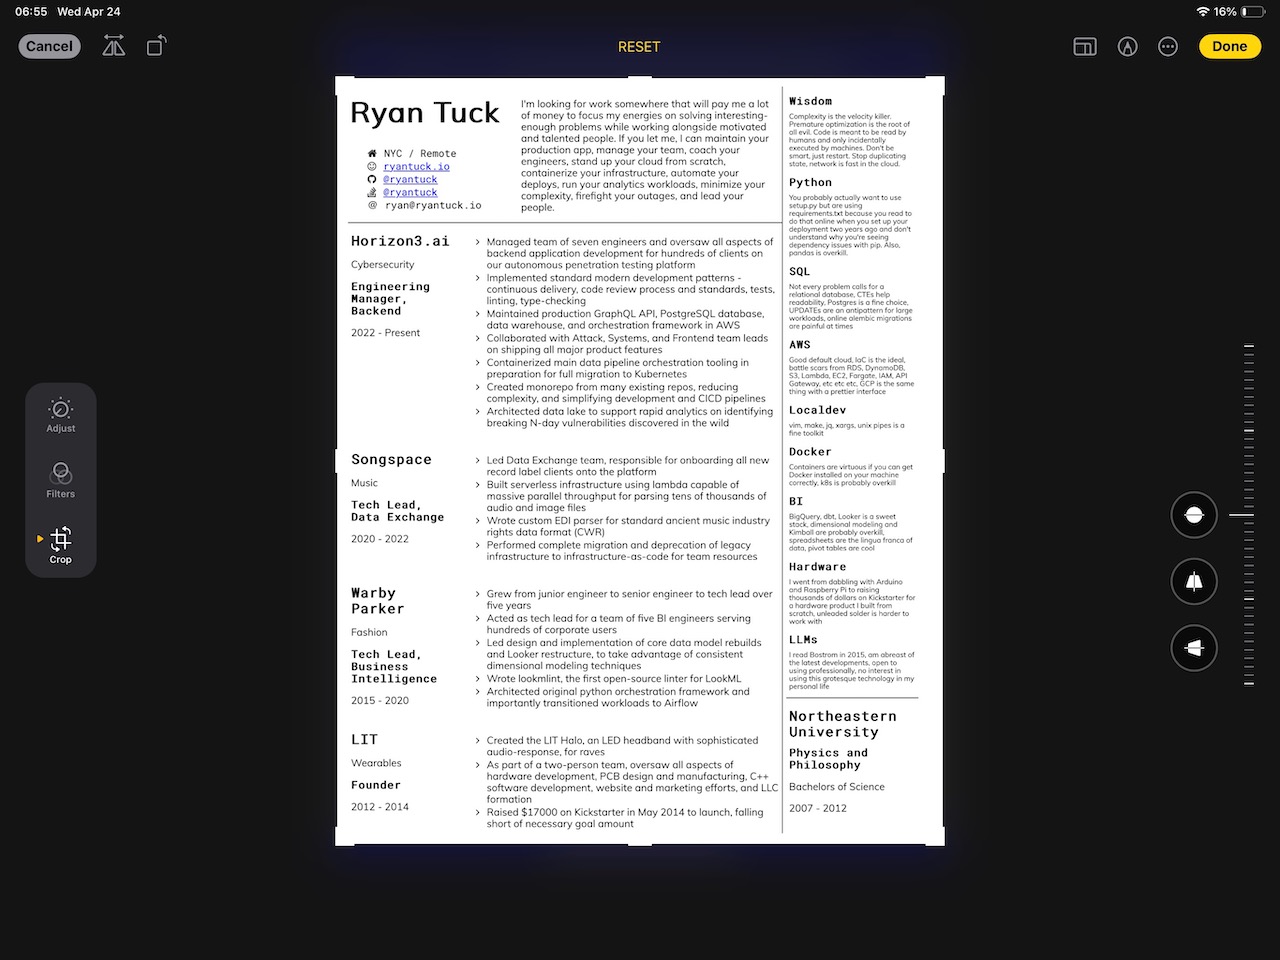 06:55 Wed Apr 24
16%
Cancel
RESET
Done
Ryan Tuck
NYC / Remote
ryantuck.io
@ryantuck
@ryantuck
@ ryan@ryantuck.io
I'm looking for work somewhere that will pay me a lot
of money to focus my energies on solving interesting-
enough problems while working alongside motivated
and talented people. If you let me, I can maintain your
production app, manage your team, coach your
engineers, stand up your cloud from scratch,
containerize your infrastructure, automate your
deploys, run your analytics workloads, minimize your
complexity, firefight your outages, and lead your
people.
Horizon3.ai
Cybersecurity
Engineering
Manager,
Backend
2022 - Present
› Managed team of seven engineers and oversaw all aspects of
backend application development for hundreds of clients on
our autonomous penetration testing platform
› Implemented standard modern development patterns -
continuous delivery, code review process and standards, tests,
linting, type-checking
› Maintained production GraphQL API, PostgreSQL database,
data warehouse, and orchestration framework in AWS
› Collaborated with Attack, Systems, and Frontend team leads
on shipping all major product features
› Containerized main data pipeline orchestration tooling in
preparation for full migration to Kubernetes
› Created monorepo from many existing repos, reducing
complexity, and simplifying development and CICD pipelines
› Architected data lake to support rapid analytics on identifying
breaking N-day vulnerabilities discovered in the wild
Songspace
Music
Tech Lead,
Data Exchange
2020 - 2022
› Led Data Exchange team, responsible for onboarding all new
record label clients onto the platform
› Built serverless infrastructure using lambda capable of
massive parallel throughput for parsing tens of thousands of
audio and image files
› Wrote custom EDI parser for standard ancient music industry
rights data format (CWR)
› Performed complete migration and deprecation of legacy
infrastructure to infrastructure-as-code for team resources
Warby
Parker
Fashion
Tech Lead,
Business
Intelligence
2015 - 2020
› Grew from junior engineer to senior engineer to tech lead over
five years
› Acted as tech lead for a team of five BI engineers serving
hundreds of corporate users
› Led design and implementation of core data model rebuilds
and Looker restructure, to take advantage of consistent
dimensional modeling techniques
› Wrote lookmlint, the first open-source linter for LookML
› Architected original python orchestration framework and
importantly transitioned workloads to Airflow
LIT
Wearables
Founder
2012 - 2014
› Created the LIT Halo, an LED headband with sophisticated
audio-response, for raves
› As part of a two-person team, oversaw all aspects of
hardware development, PCB design and manufacturing, C++
software development, website and marketing efforts, and LLC
formation
› Raised $17000 on Kickstarter in May 2014 to launch, falling
short of necessary goal amount
Wisdom
Complexity is the velocity killer.
Premature optimization is the root of
all evil. Code is meant to be read by
humans and only incidentally
executed by machines. Don't be
smart, just restart. Stop duplicating
state, network is fast in the cloud.
Python
You probably actually want to use
setup.py but are using
requirements.txt because you read to
do that online when you set up your
deployment two years ago and don't
understand why you're seeing
dependency issues with pip. Also,
pandas is overkill.
SQL
Not every problem calls for a
relational database, CTEs help
readability, Postgres is a fine choice,
UPDATEs are an antipattern for large
workloads, online alembic migrations
are painful at times
AWS
Good default cloud, IaC is the ideal,
battle scars from RDS, DynamoDB,
S3, Lambda, EC2, Fargate, IAM, API
Gateway, etc etc etc, GCP is the same
thing with a prettier interface
Localdev
vim, make, jq, xargs, unix pipes is a
fine toolkit
Docker
Containers are virtuous if you can get
Docker installed on your machine
correctly, k8s is probably overkill
BI
BigQuery, dbt, Looker is a sweet
stack, dimensional modeling and
Kimball are probably overkill,
spreadsheets are the lingua franca of
data, pivot tables are cool
Hardware
I went from dabbling with Arduino
and Raspberry Pi to raising
thousands of dollars on Kickstarter for
a hardware product I built from
scratch, unleaded solder is harder to
work with
LLMs
I read Bostrom in 2015, am abreast of
the latest developments, open to
using professionally, no interest in
using this grotesque technology in my
personal life
Northeastern
University
Physics and
Philosophy
Bachelors of Science
2007 - 2012
Adjust
Filters
Crop